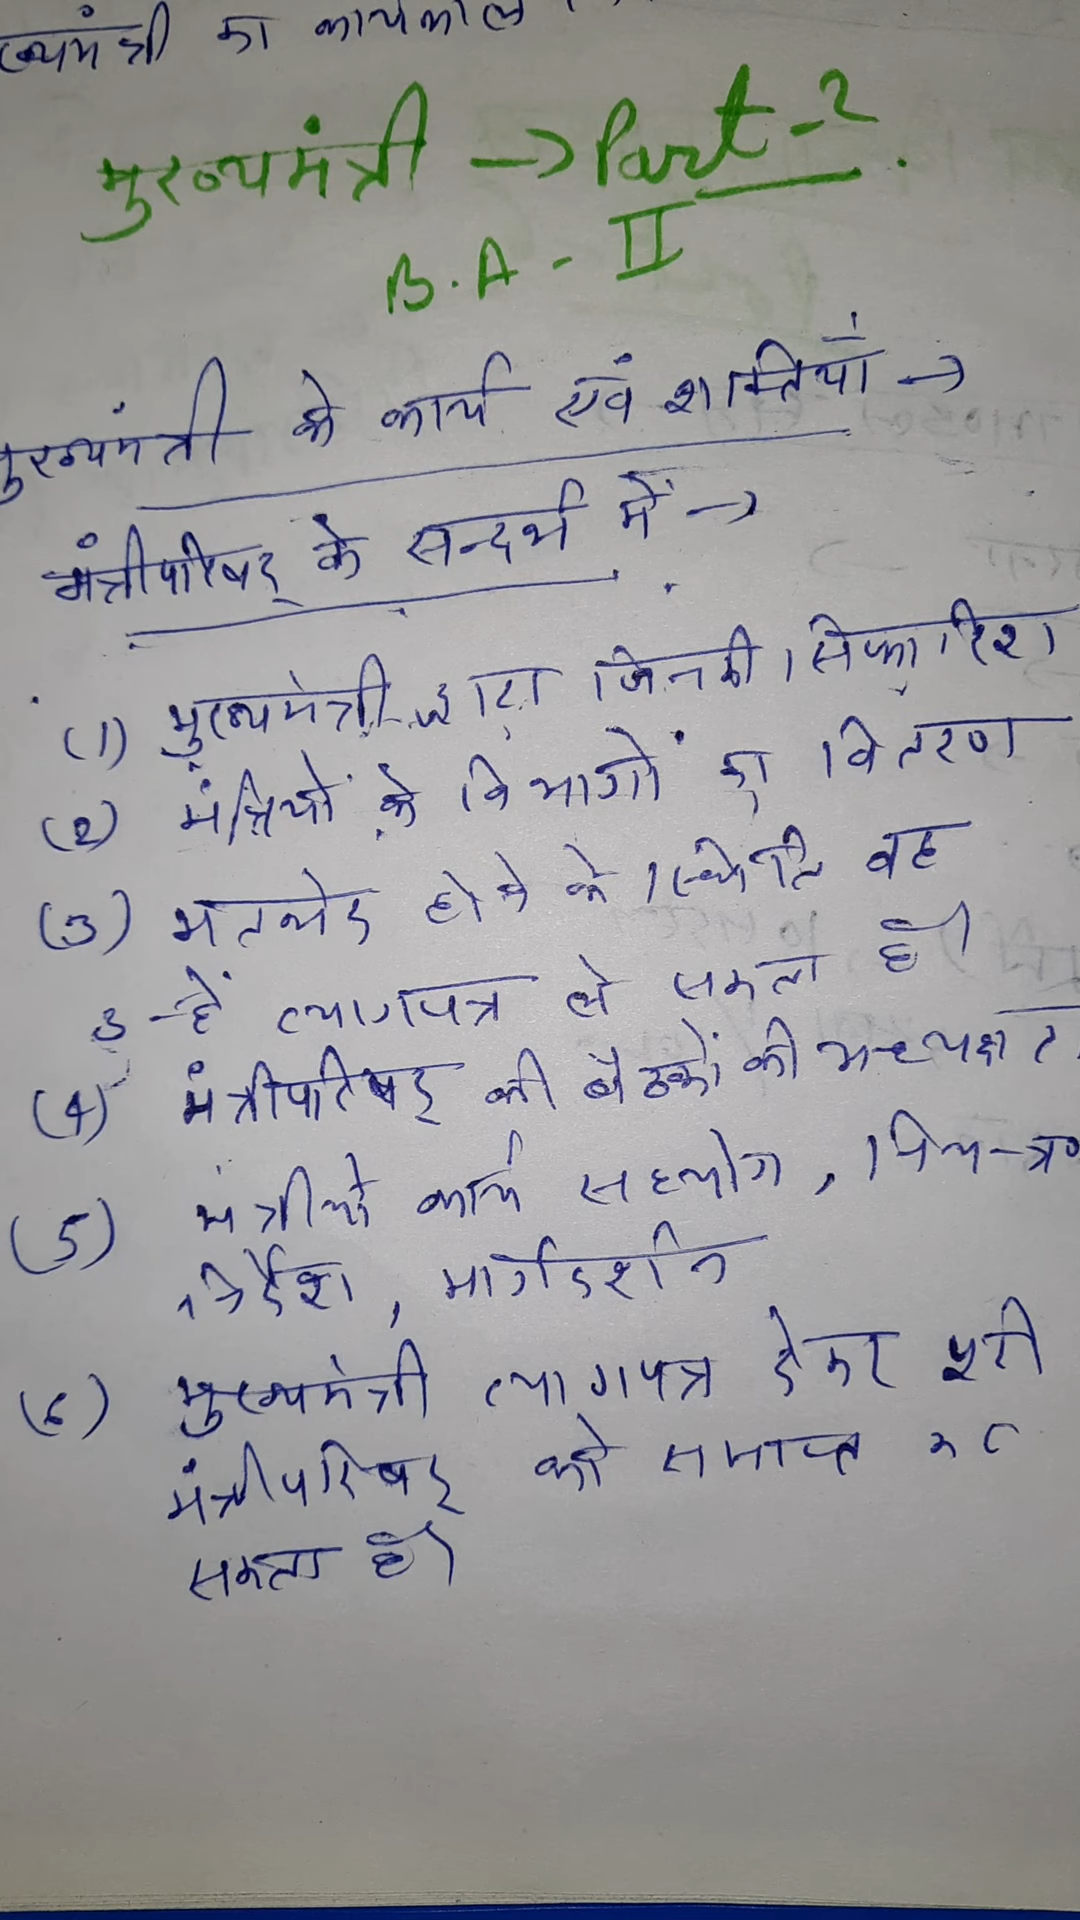 ख्यमंत्री का कार्यकाल
मुख्यमंत्री → Part-2.
B.A - II
मुख्यमंत्री के कार्य एवं शक्तियाँ →
मंत्रीपरिषद् के सन्दर्भ में →
(1) मुख्यमंत्री द्वारा जिनकी सिफारिश
(2) मंत्रियों के विभागों का वितरण
(3) मतभेद होने के स्थिति वह
उन्हें त्यागपत्र ले सकता है।
(4) मंत्रीपरिषद् की बैठकों की अध्यक्षता
(5) मंत्रीयों कार्य सहयोग, नियन्त्रण
निर्देश, मार्गदर्शन
(6) मुख्यमंत्री त्यागपत्र देकर पूरी
मंत्रीपरिषद् को समाप्त कर
सकता है।